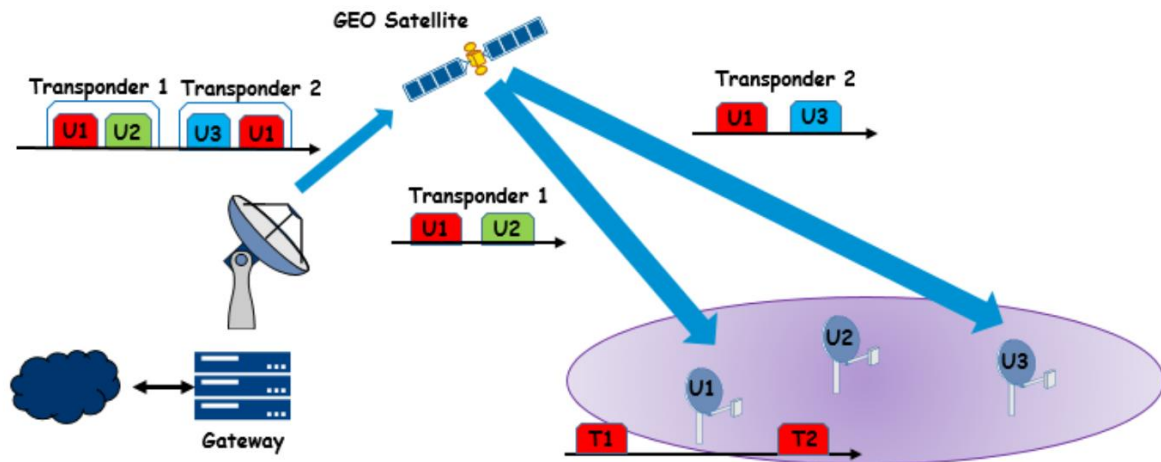 GEO Satellite
Transponder 1 Transponder 2
U1 U2 U3 U1
Transponder 2
U1 U3
Transponder 1
U1 U2
U2
U3
U1
T1 T2
Gateway